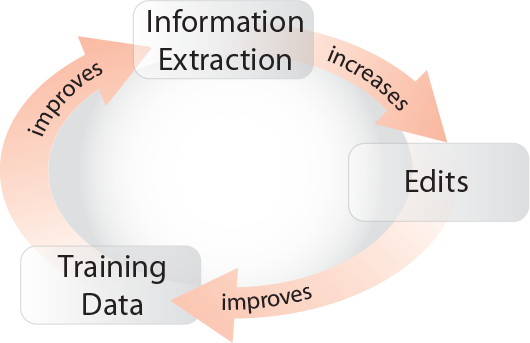 Information
Extraction
increases
Edits
improves
Training
Data
improves